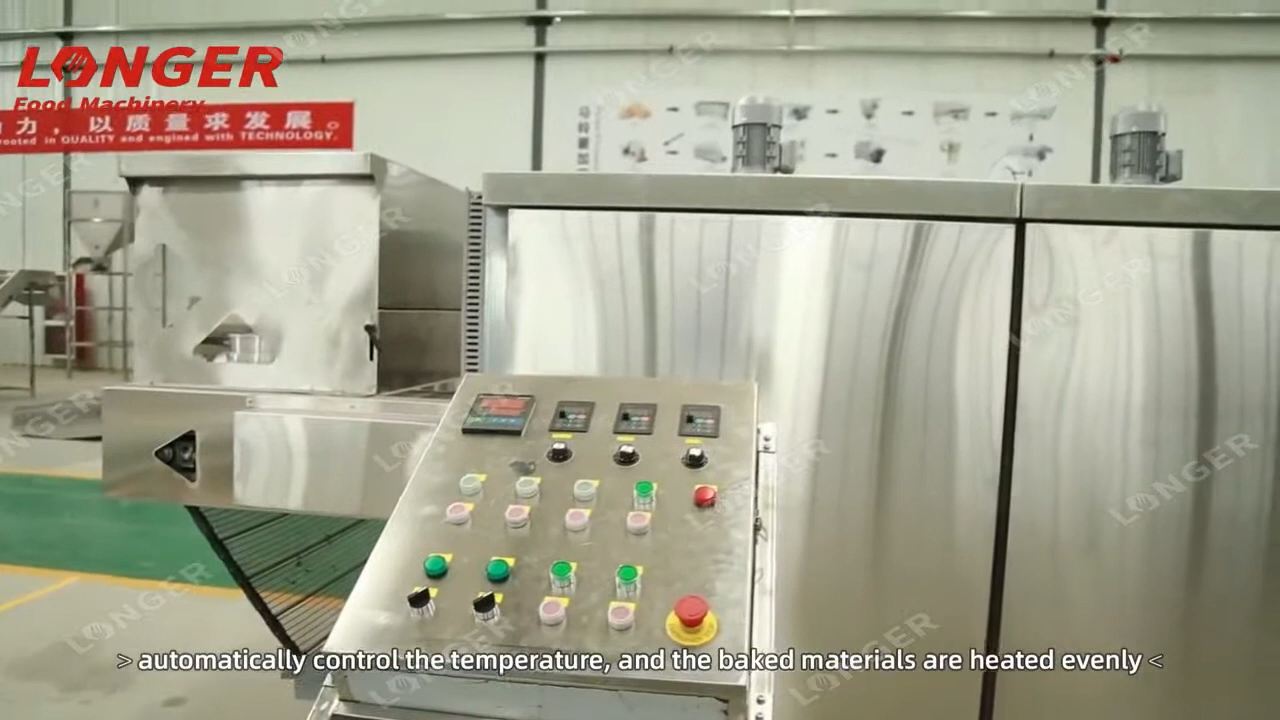 LONGER
Food Machinery
力，以质量求发展。
rooted in QUALITY and engined with TECHNOLOGY.
> automatically control the temperature, and the baked materials are heated evenly <